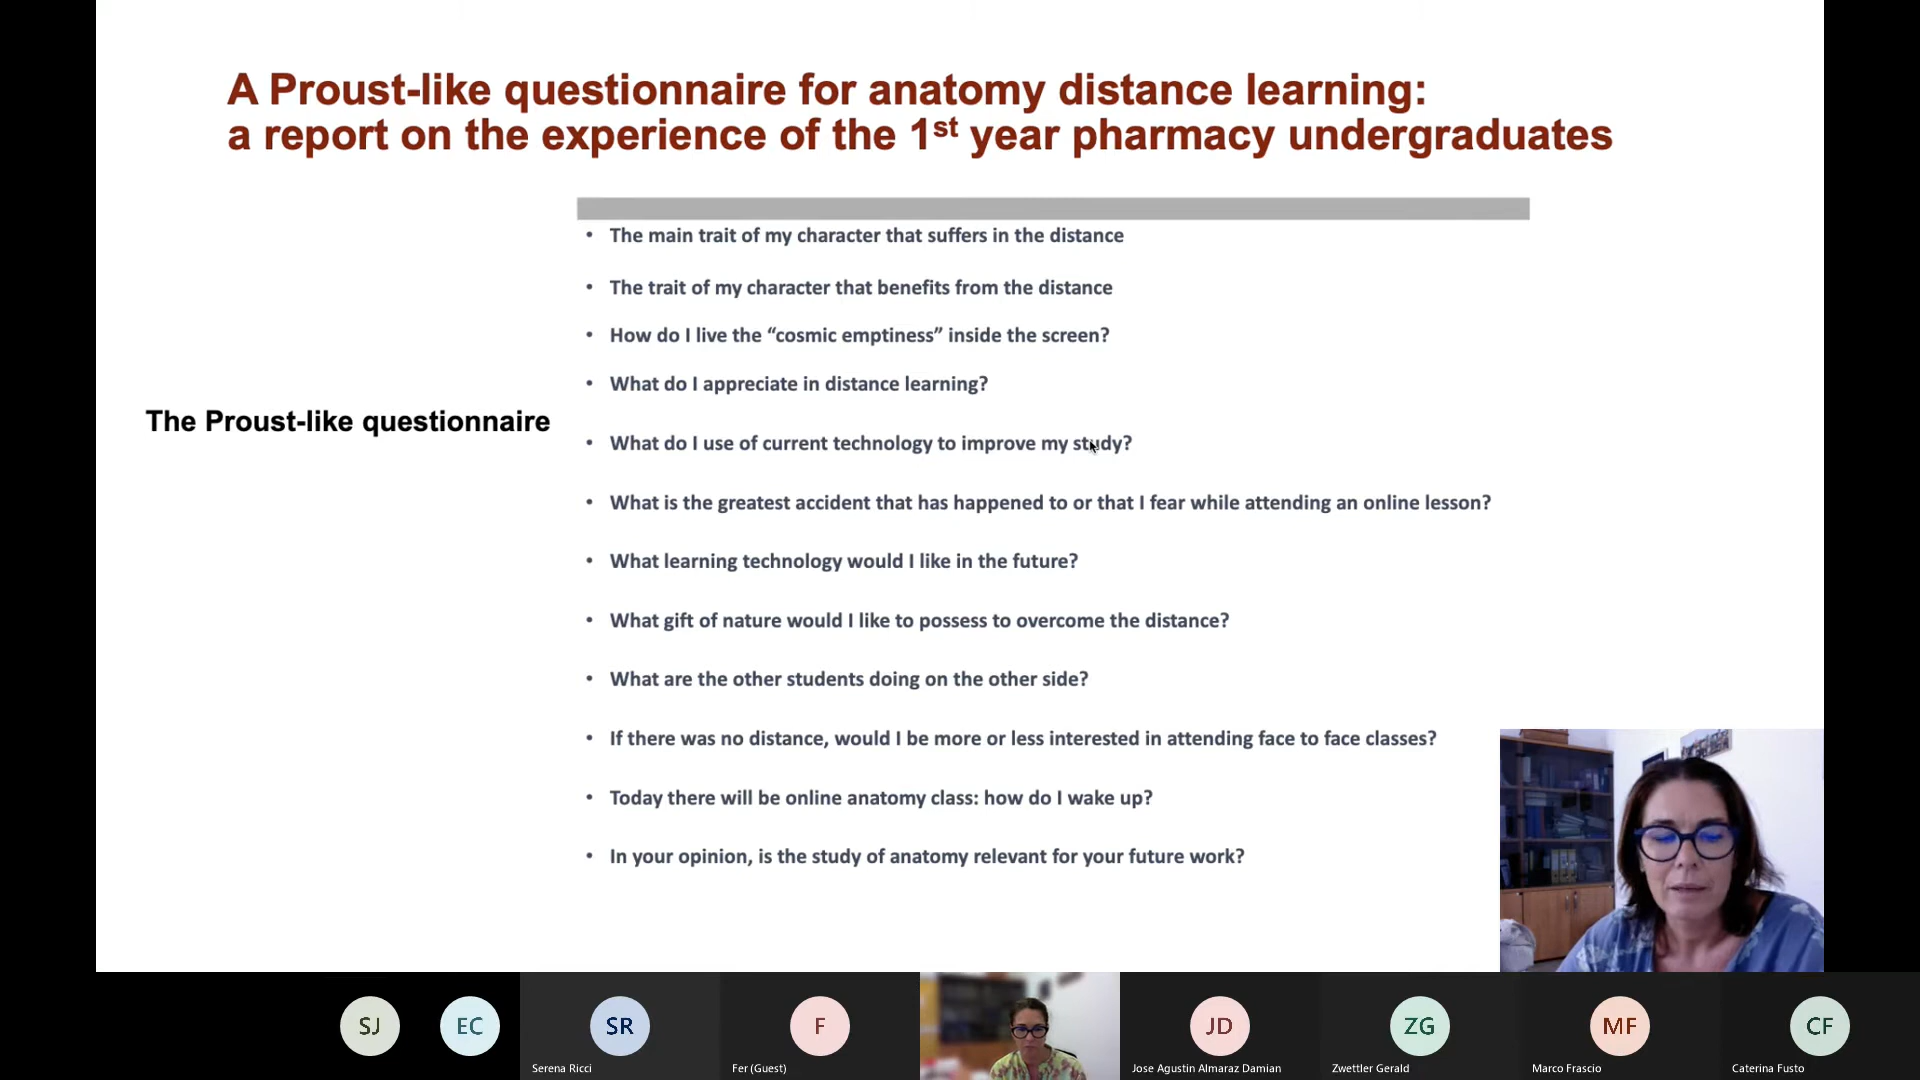 A Proust-like questionnaire for anatomy distance learning:
a report on the experience of the 1st year pharmacy undergraduates
The Proust-like questionnaire
• The main trait of my character that suffers in the distance
• The trait of my character that benefits from the distance
• How do I live the “cosmic emptiness” inside the screen?
• What do I appreciate in distance learning?
• What do I use of current technology to improve my study?
• What is the greatest accident that has happened to or that I fear while attending an online lesson?
• What learning technology would I like in the future?
• What gift of nature would I like to possess to overcome the distance?
• What are the other students doing on the other side?
• If there was no distance, would I be more or less interested in attending face to face classes?
• Today there will be online anatomy class: how do I wake up?
• In your opinion, is the study of anatomy relevant for your future work?
SJ
EC
SR
Serena Ricci
F
Fer (Guest)
JD
Jose Agustin Almaraz Damian
ZG
Zwettler Gerald
MF
Marco Frascio
CF
Caterina Fusto